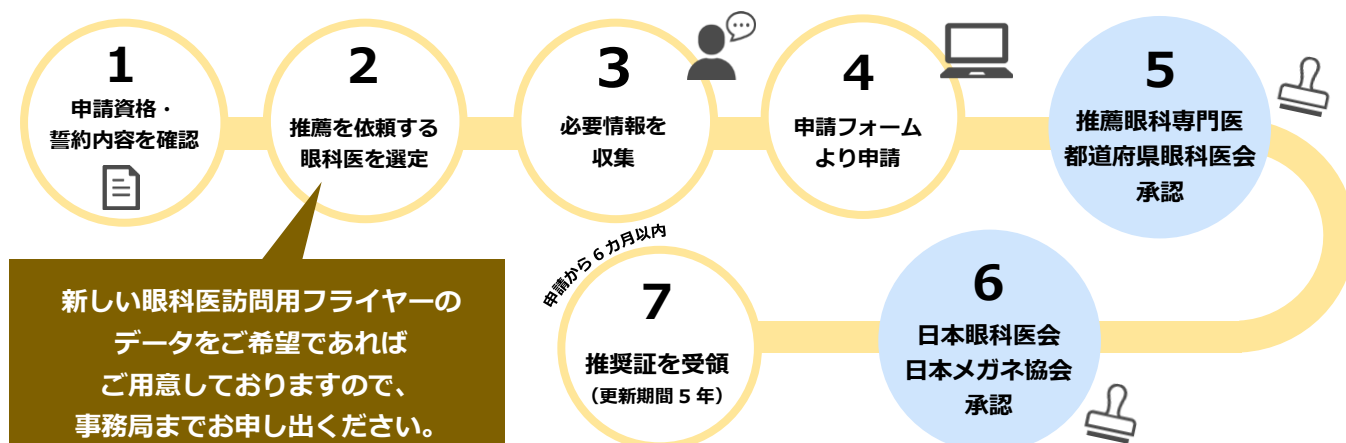 1
申請資格・
誓約内容を確認
2
推薦を依頼する
眼科医を選定
3
必要情報を
収集
4
申請フォーム
より申請
5
推薦眼科専門医
都道府県眼科医会
承認
6
日本眼科医会
日本メガネ協会
承認
申請から6カ月以内
7
推奨証を受領
（更新期間 5 年）
新しい眼科医訪問用フライヤーの
データをご希望であれば
ご用意しておりますので、
事務局までお申し出ください。